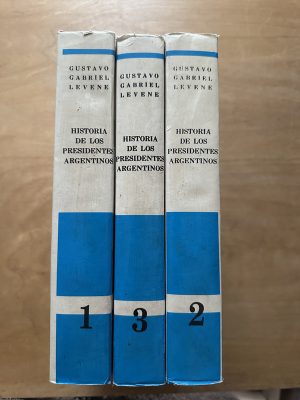 GUSTAVO
GABRIEL
LEVENE
HISTORIA
DE LOS
PRESIDENTES
ARGENTINOS
1
GUSTAVO
GABRIEL
LEVENE
HISTORIA
DE LOS
PRESIDENTES
ARGENTINOS
3
GUSTAVO
GABRIEL
LEVENE
HISTORIA
DE LOS
PRESIDENTES
ARGENTINOS
2